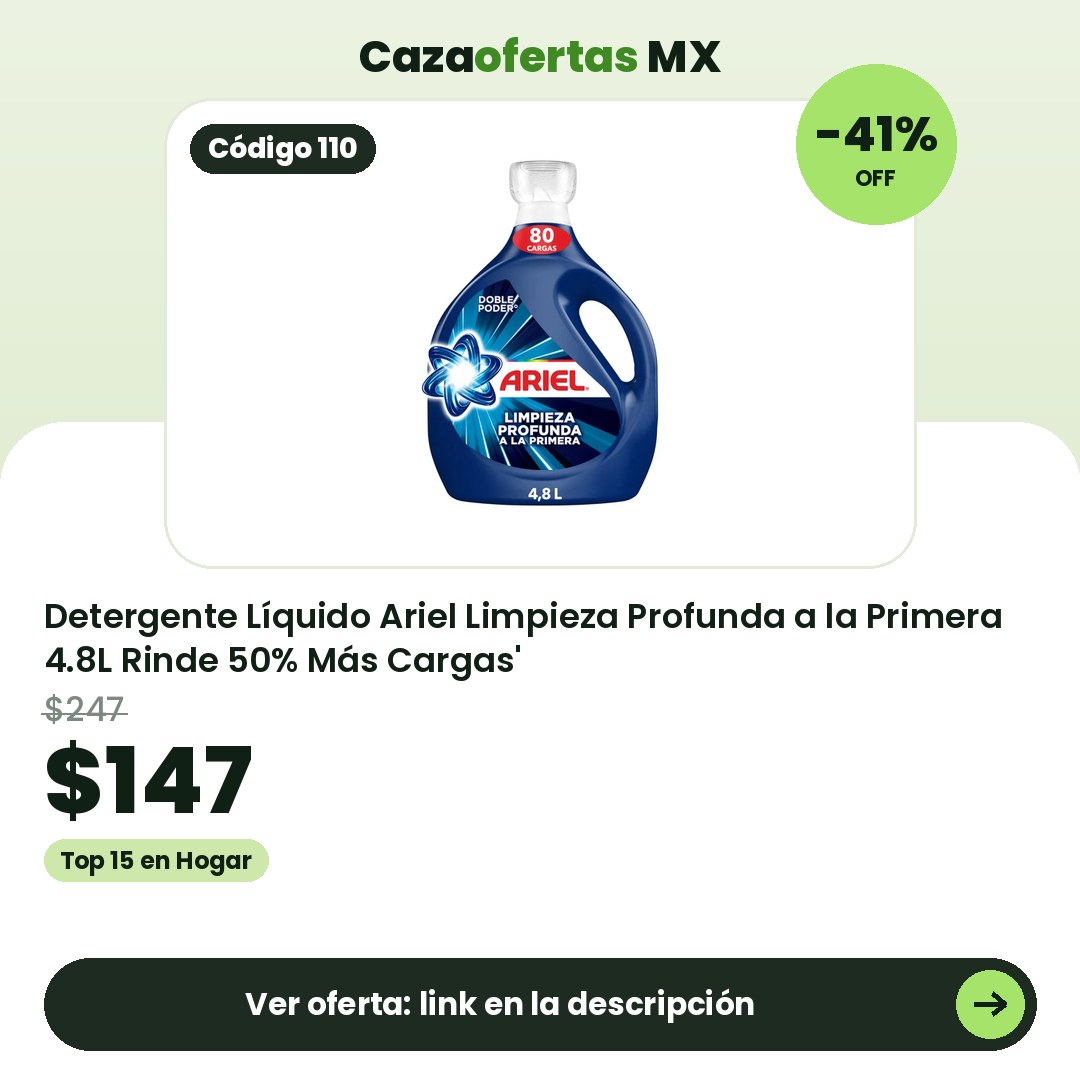 Cazaofertas MX
Código 110
-41%
OFF
80
CARGAS
DOBLE
PODER
ARIEL
LIMPIEZA
PROFUNDA
A LA PRIMERA
4,8 L
Detergente Líquido Ariel Limpieza Profunda a la Primera
4.8L Rinde 50% Más Cargas'
$247
$147
Top 15 en Hogar
Ver oferta: link en la descripción